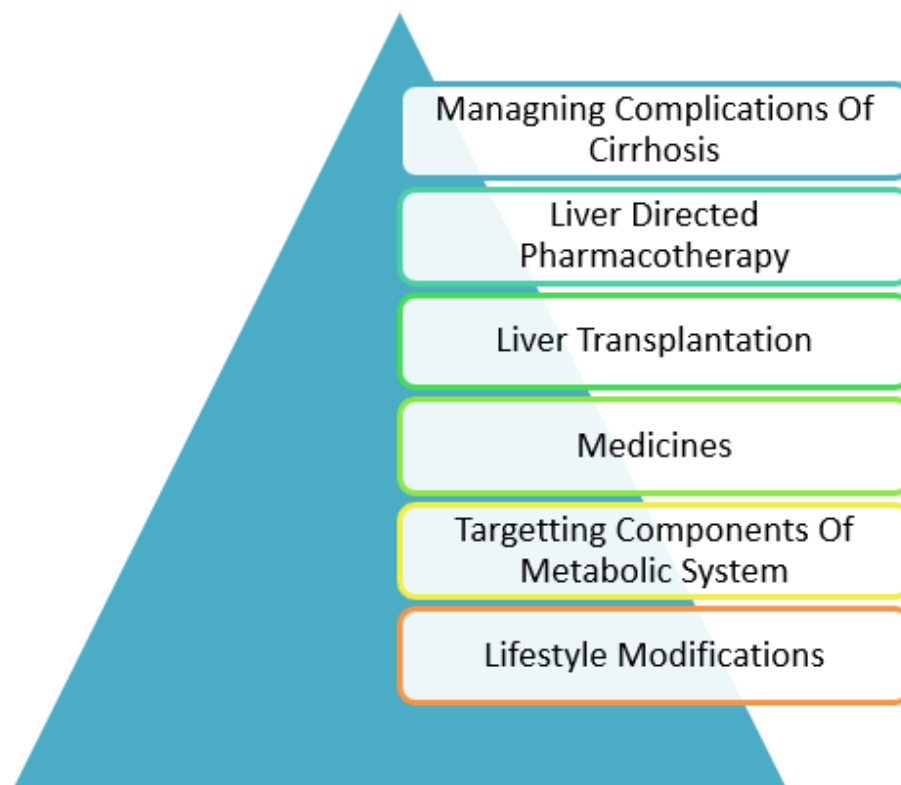 Managning Complications Of
Cirrhosis
Liver Directed
Pharmacotherapy
Liver Transplantation
Medicines
Targetting Components Of
Metabolic System
Lifestyle Modifications